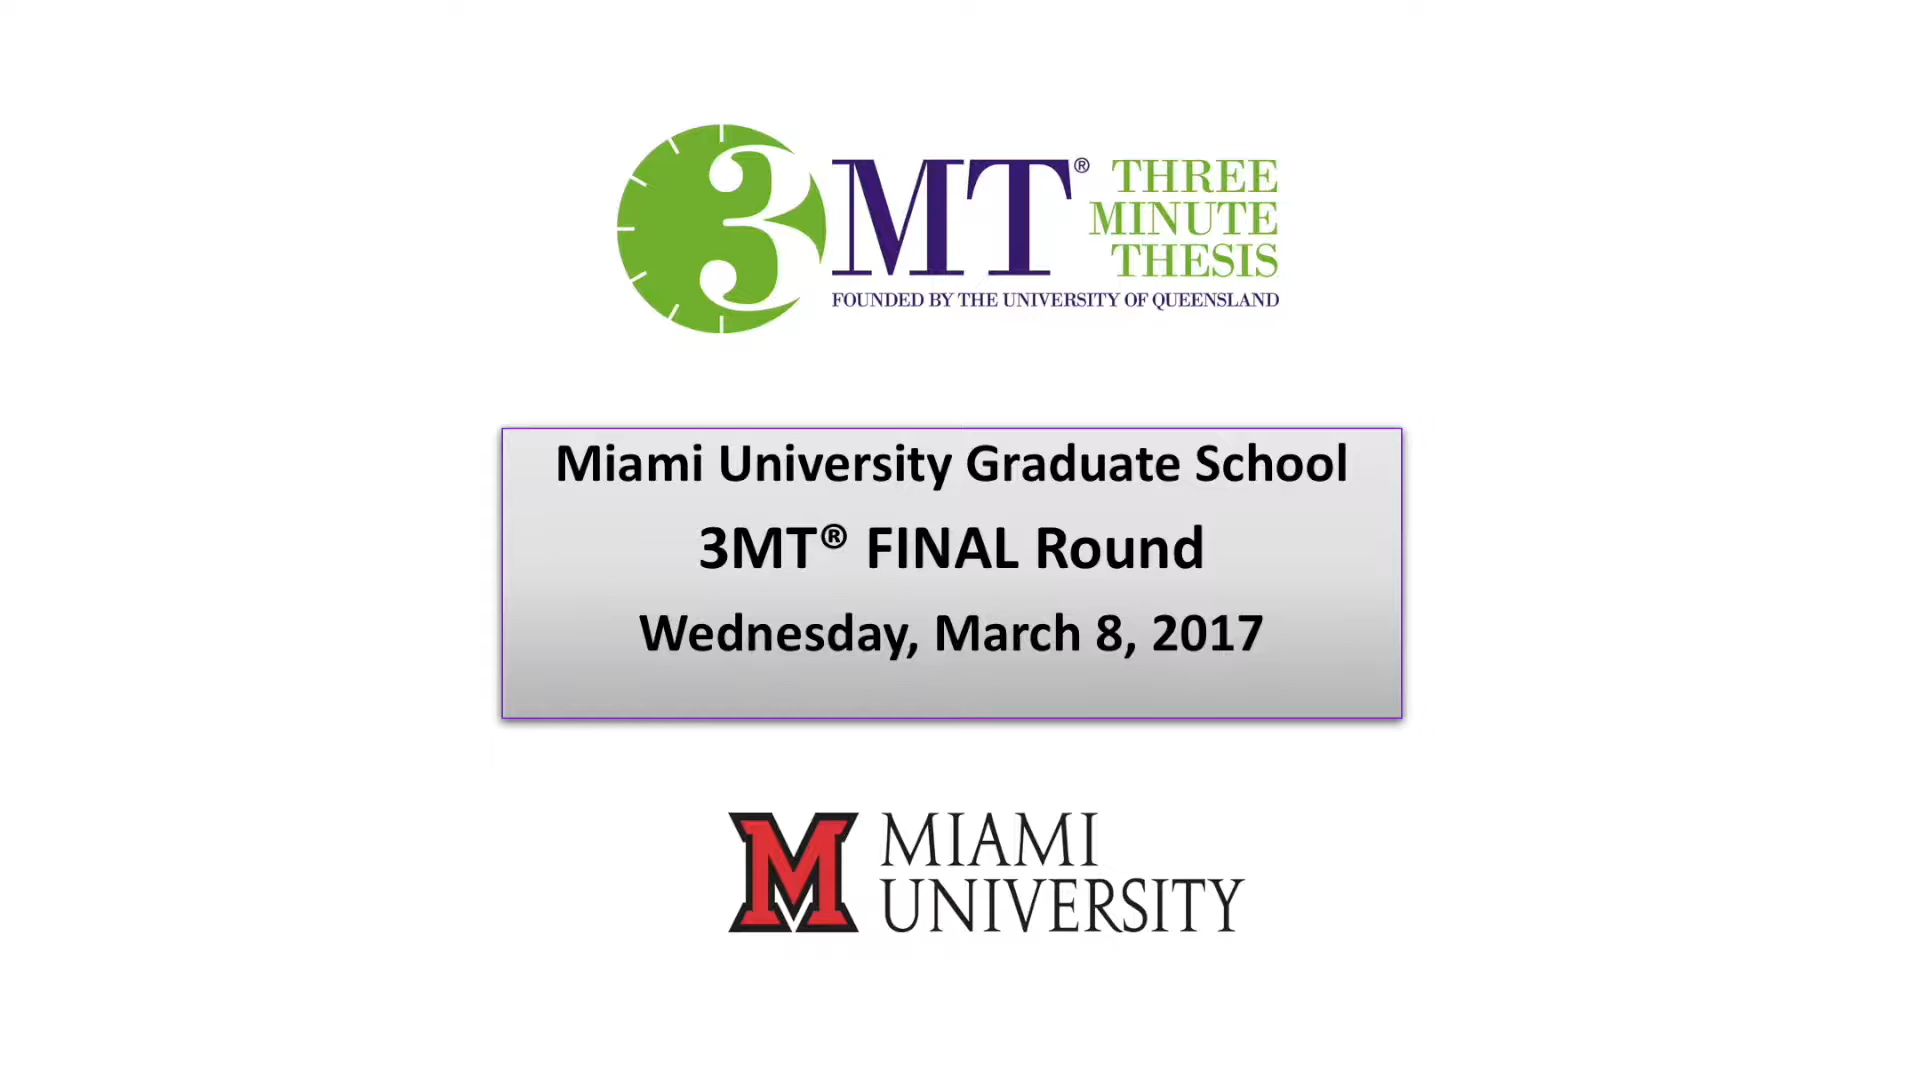 3MT® THREE
MINUTE
THESIS
FOUNDED BY THE UNIVERSITY OF QUEENSLAND
Miami University Graduate School
3MT® FINAL Round
Wednesday, March 8, 2017
M MIAMI
UNIVERSITY